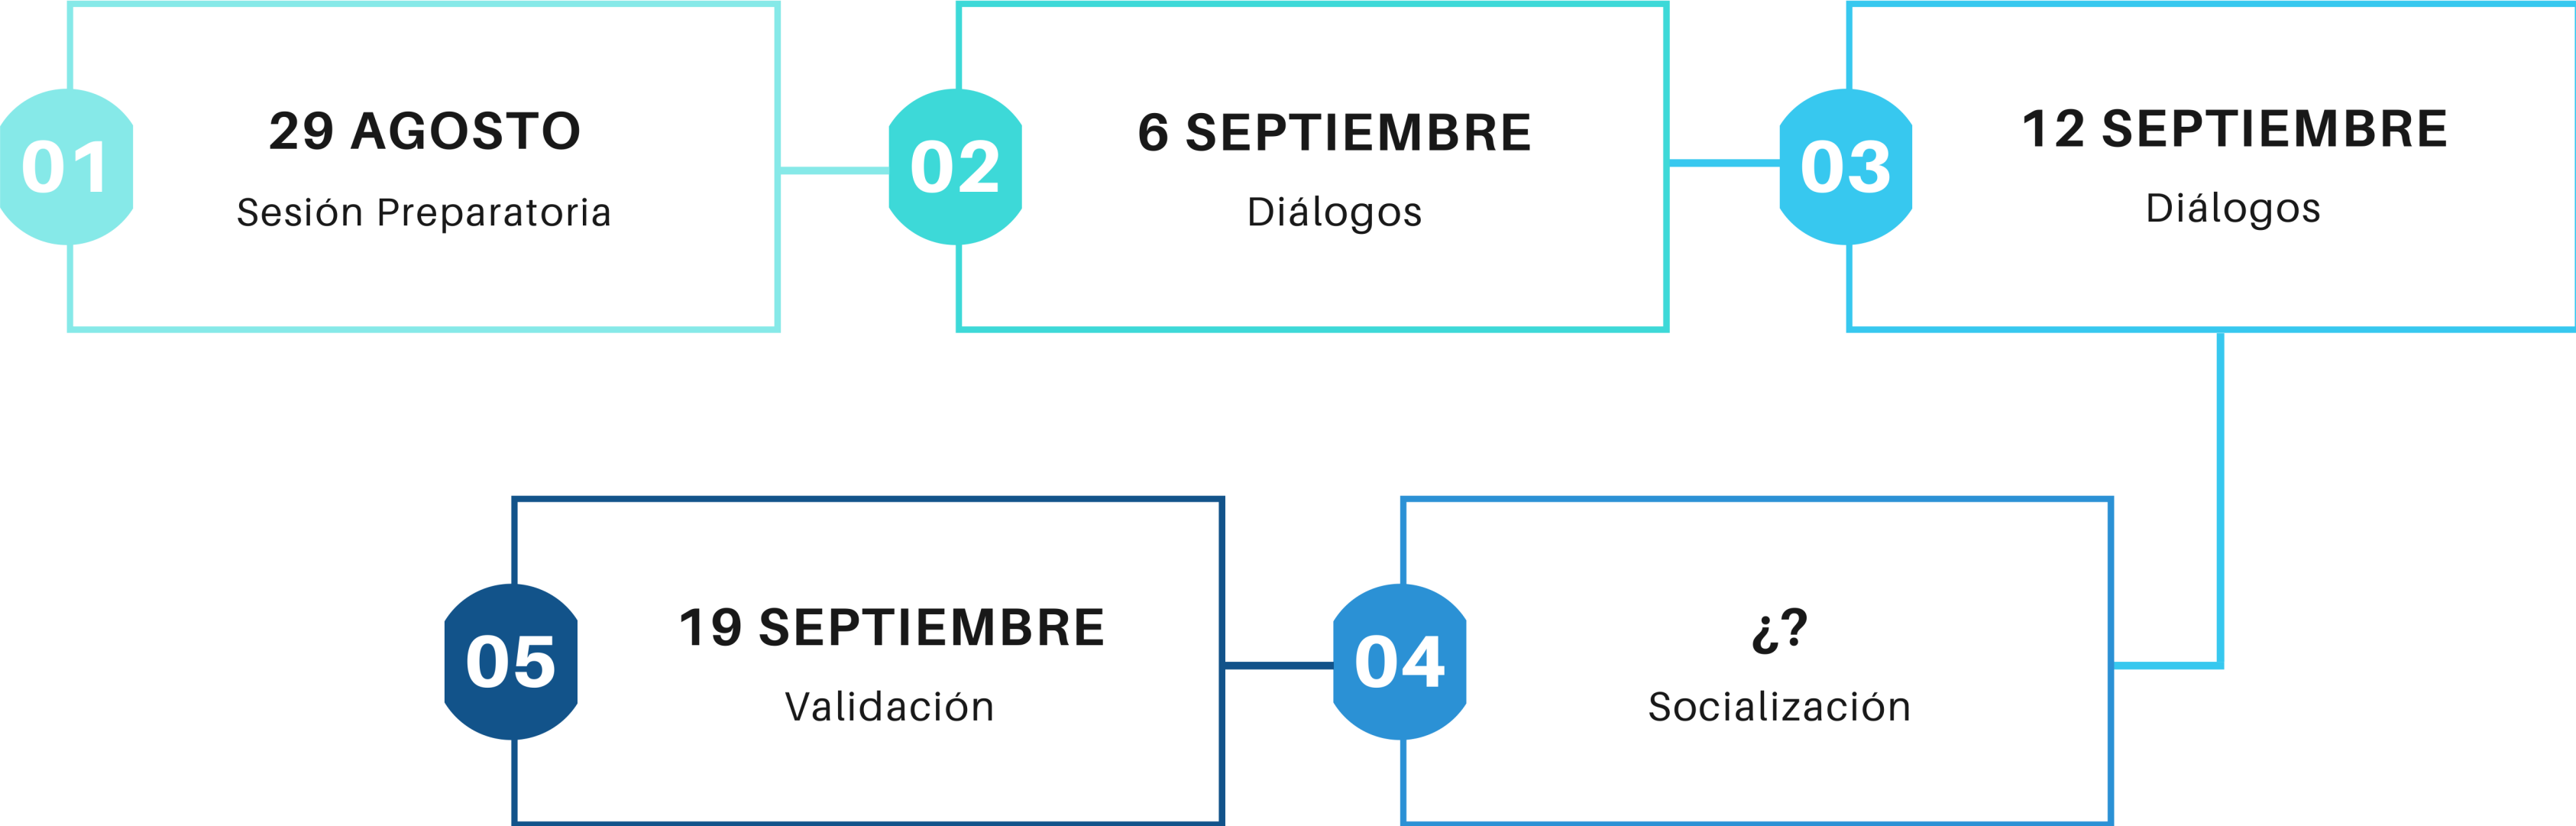 01
29 AGOSTO
Sesión Preparatoria
02
6 SEPTIEMBRE
Diálogos
03
12 SEPTIEMBRE
Diálogos
04
¿?
Socialización
05
19 SEPTIEMBRE
Validación